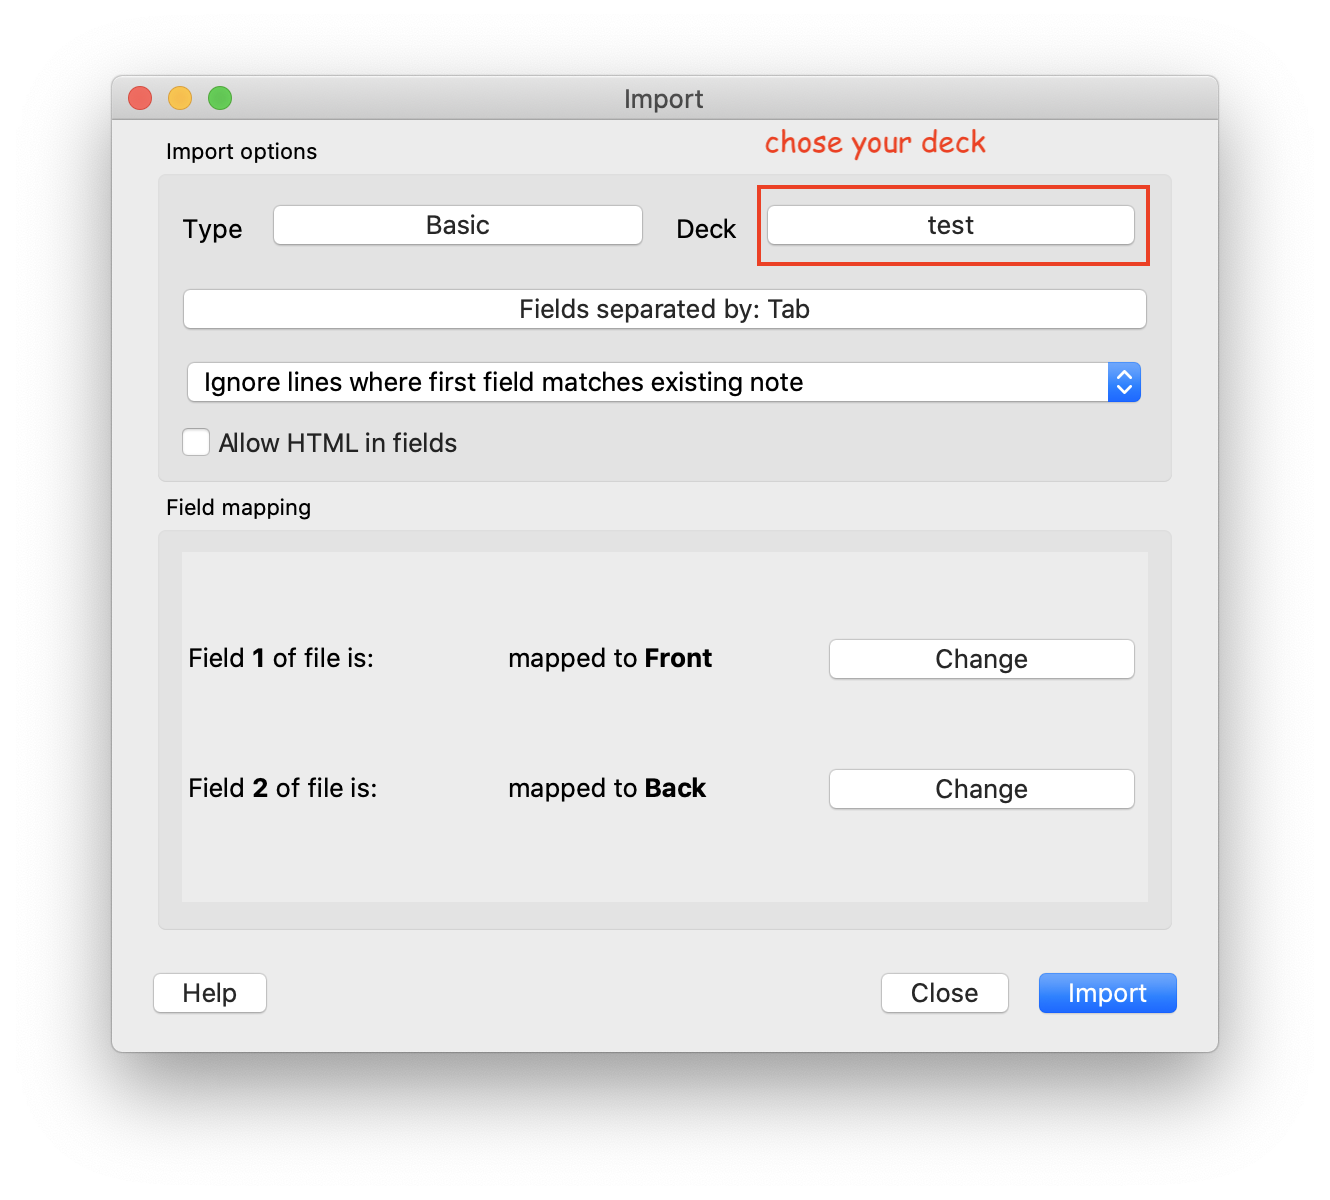 Import
chose your deck
Import options
Type Basic Deck test
Fields separated by: Tab
Ignore lines where first field matches existing note
Allow HTML in fields
Field mapping
Field 1 of file is: mapped to Front Change
Field 2 of file is: mapped to Back Change
Help Close Import